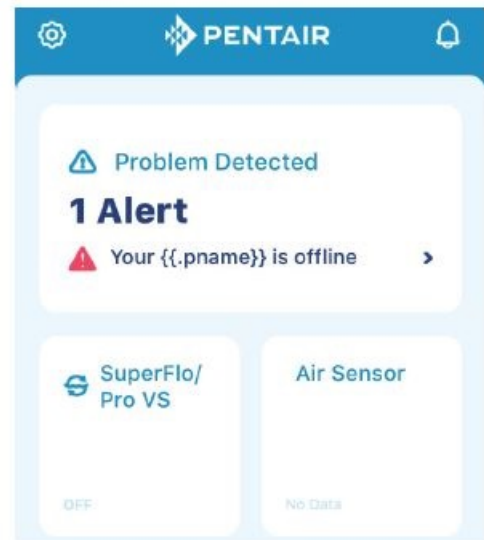 PENTAIR
Problem Detected
1 Alert
Your {{.pname}} is offline
SuperFlo/
Pro VS
OFF
Air Sensor
No Data